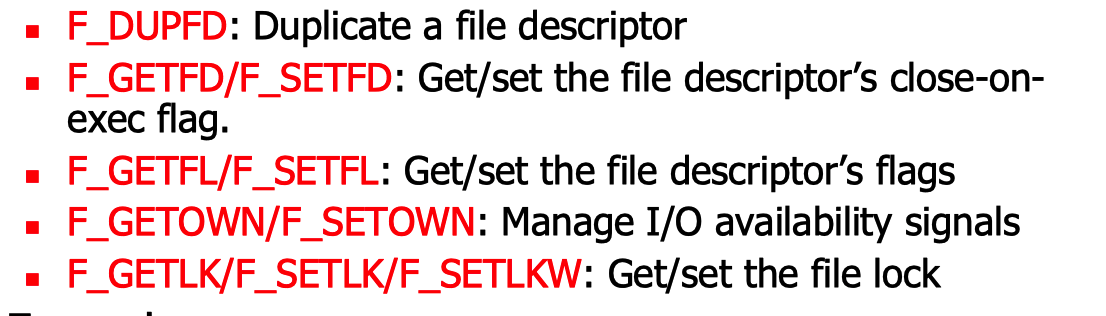 F_DUPFD: Duplicate a file descriptor
F_GETFD/F_SETFD: Get/set the file descriptor’s close-on-
exec flag.
F_GETFL/F_SETFL: Get/set the file descriptor’s flags
F_GETOWN/F_SETOWN: Manage I/O availability signals
F_GETLK/F_SETLK/F_SETLKW: Get/set the file lock